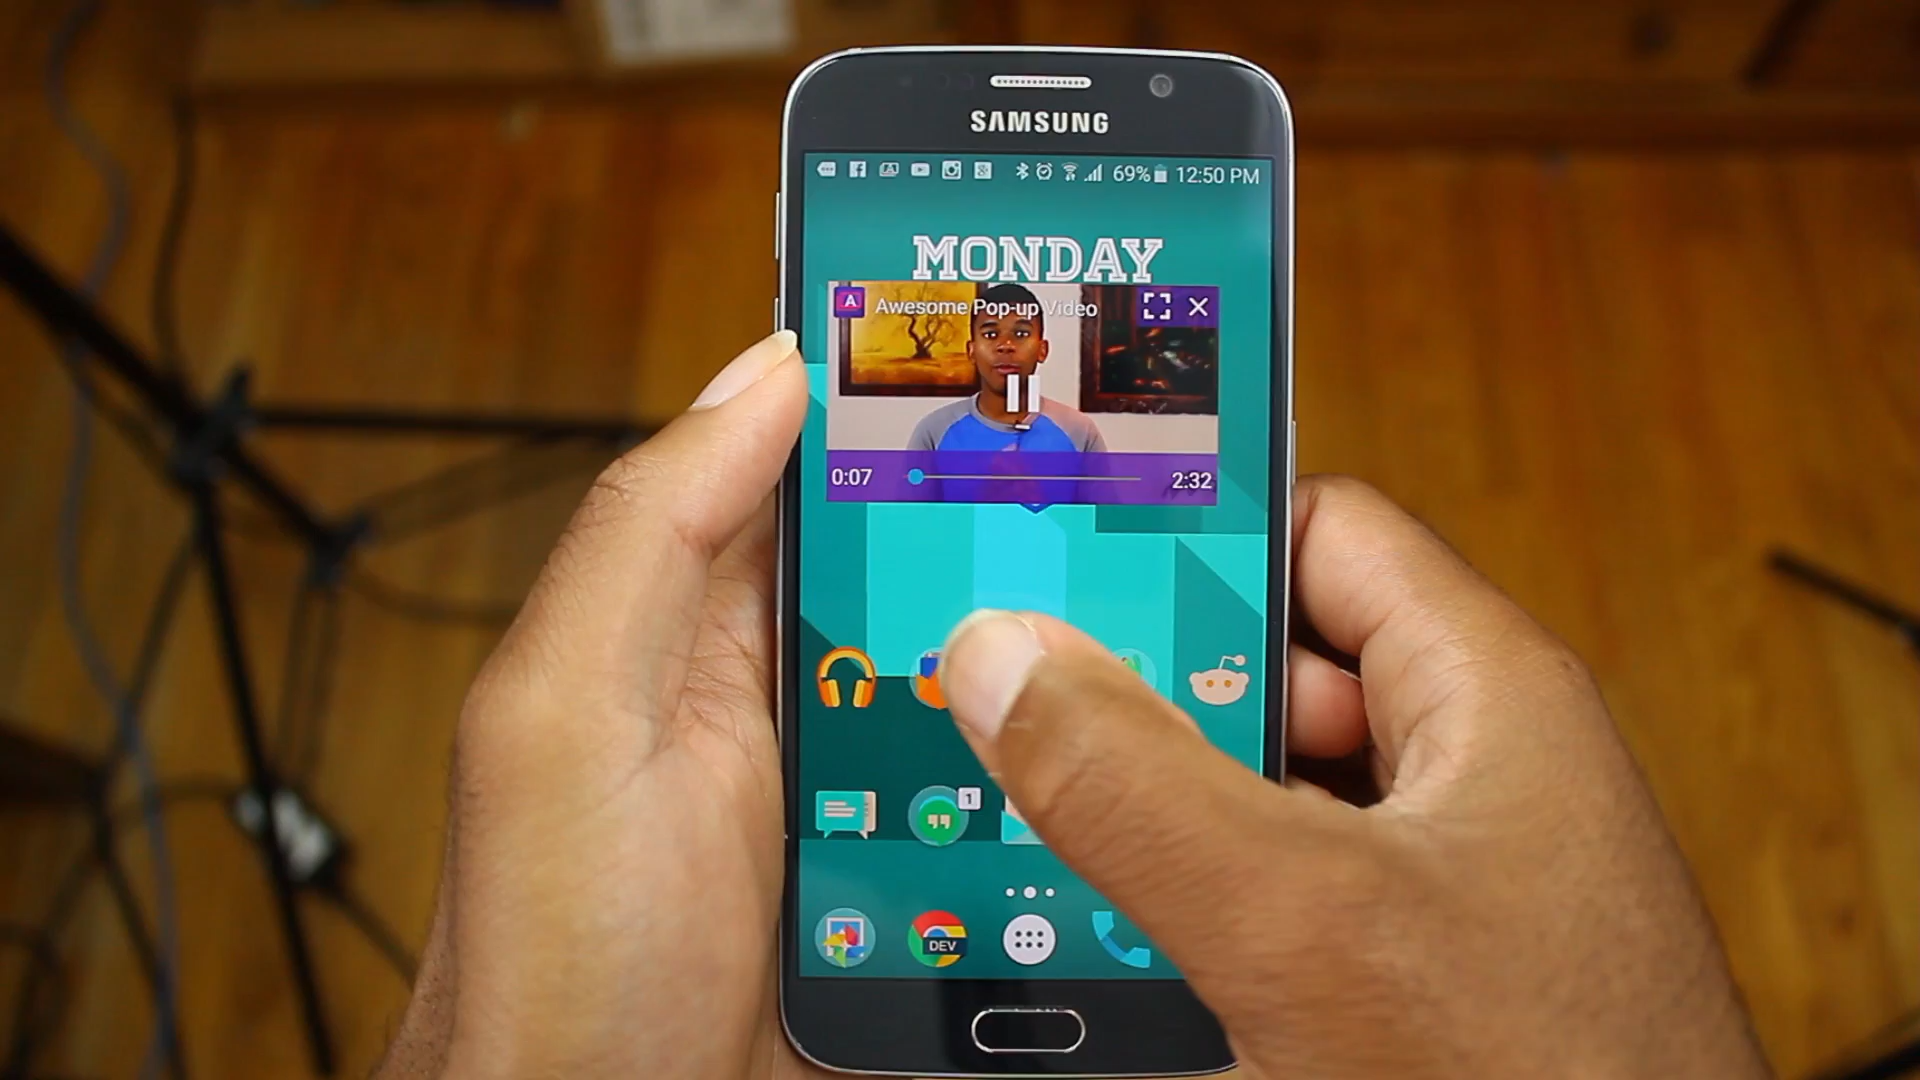 SAMSUNG
69% 12:50 PM
MONDAY
A Awesome Pop-up Video
0:07 2:32
1
DEV